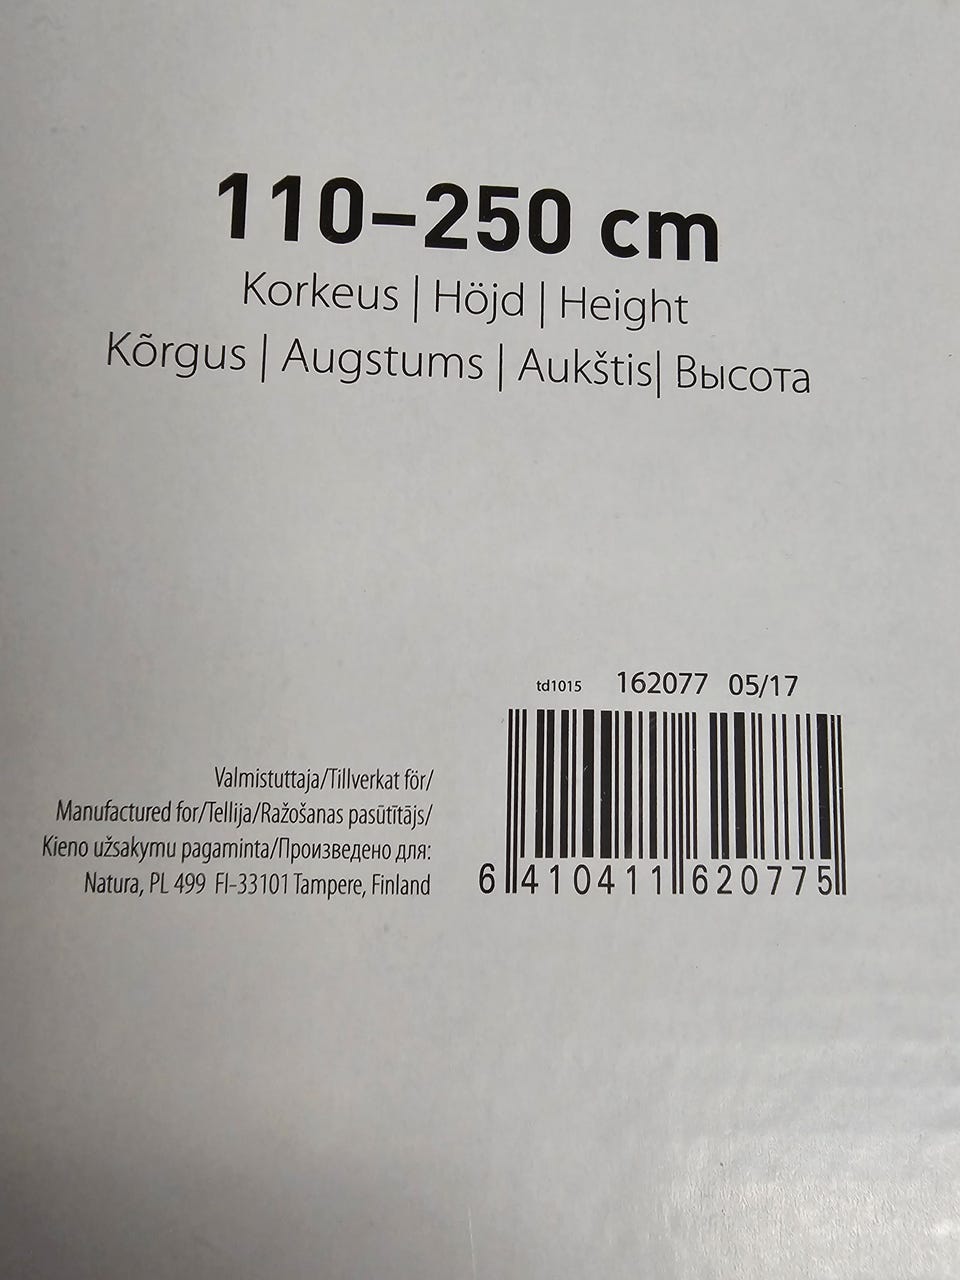 110–250 cm
Korkeus | Höjd | Height
Kõrgus | Augstums | Aukštis| Высота
td1015 162077 05/17
Valmistuttaja/Tillverkat för/
Manufactured for/Tellija/Ražošanas pasūtītājs/
Kieno užsakymu pagaminta/Произведено для:
Natura, PL 499 FI-33101 Tampere, Finland
6 410411 620775